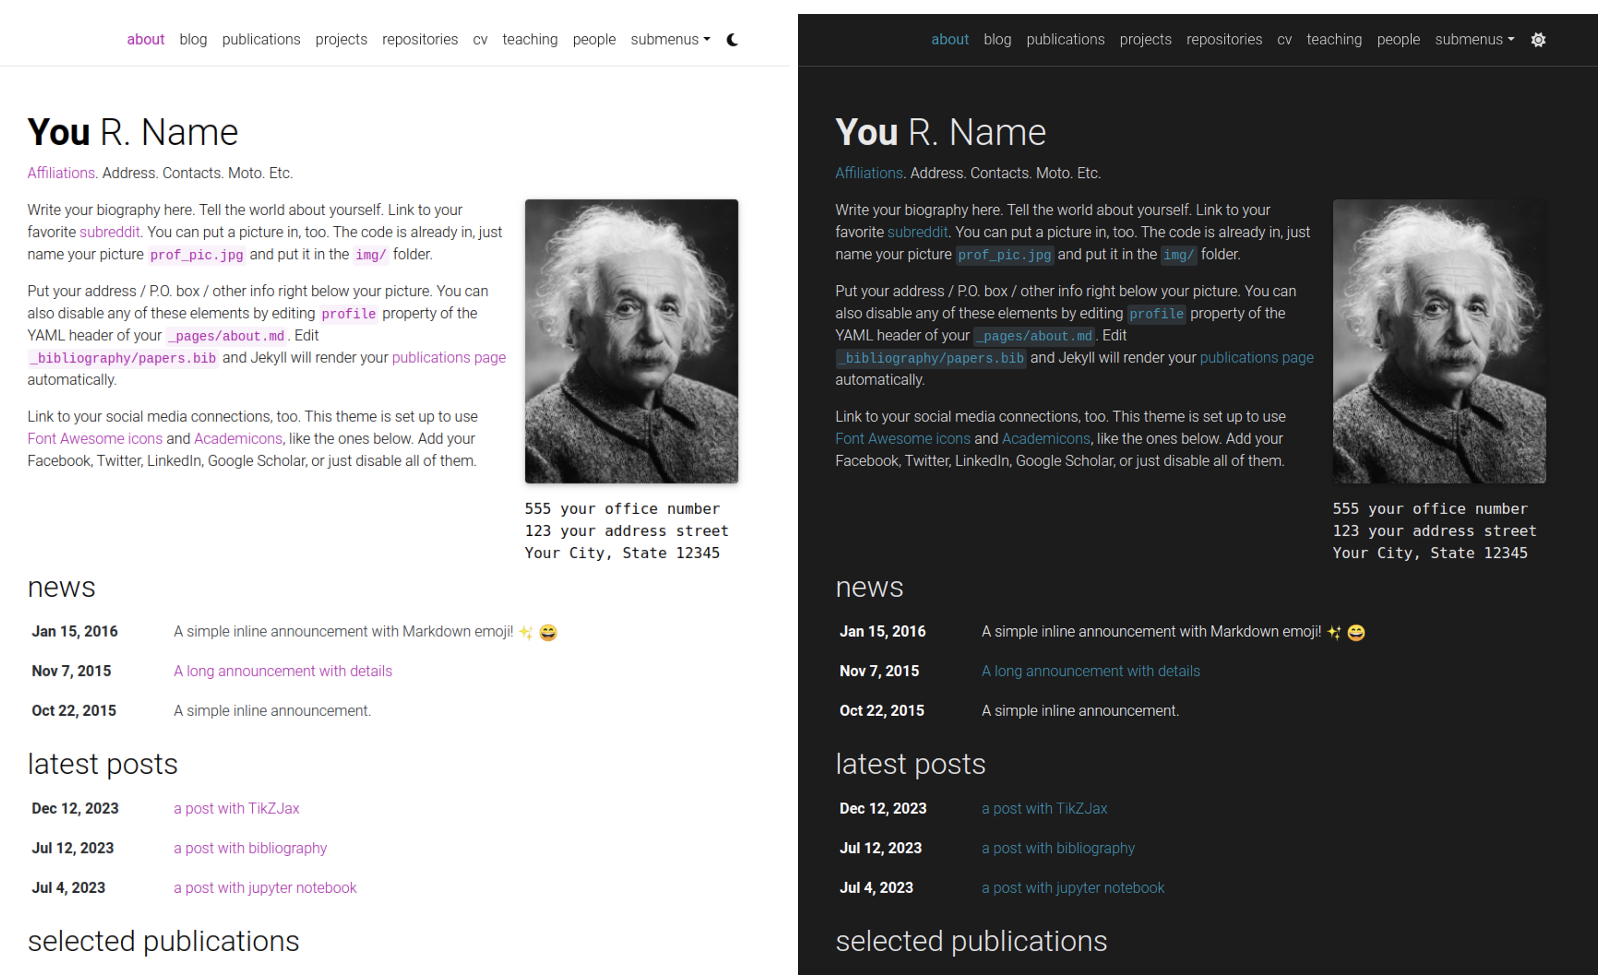 about blog publications projects repositories cv teaching people submenus
You R. Name
Affiliations. Address. Contacts. Moto. Etc.
Write your biography here. Tell the world about yourself. Link to your
favorite subreddit. You can put a picture in, too. The code is already in, just
name your picture prof_pic.jpg and put it in the img/ folder.
Put your address / P.O. box / other info right below your picture. You can
also disable any of these elements by editing profile property of the
YAML header of your _pages/about.md. Edit
_bibliography/papers.bib and Jekyll will render your publications page
automatically.
Link to your social media connections, too. This theme is set up to use
Font Awesome icons and Academicons, like the ones below. Add your
Facebook, Twitter, LinkedIn, Google Scholar, or just disable all of them.
555 your office number
123 your address street
Your City, State 12345
news
Jan 15, 2016 A simple inline announcement with Markdown emoji! ✨ 😄
Nov 7, 2015 A long announcement with details
Oct 22, 2015 A simple inline announcement.
latest posts
Dec 12, 2023 a post with TikZJax
Jul 12, 2023 a post with bibliography
Jul 4, 2023 a post with jupyter notebook
selected publications
about blog publications projects repositories cv teaching people submenus
You R. Name
Affiliations. Address. Contacts. Moto. Etc.
Write your biography here. Tell the world about yourself. Link to your
favorite subreddit. You can put a picture in, too. The code is already in, just
name your picture prof_pic.jpg and put it in the img/ folder.
Put your address / P.O. box / other info right below your picture. You can
also disable any of these elements by editing profile property of the
YAML header of your _pages/about.md. Edit
_bibliography/papers.bib and Jekyll will render your publications page
automatically.
Link to your social media connections, too. This theme is set up to use
Font Awesome icons and Academicons, like the ones below. Add your
Facebook, Twitter, LinkedIn, Google Scholar, or just disable all of them.
555 your office number
123 your address street
Your City, State 12345
news
Jan 15, 2016 A simple inline announcement with Markdown emoji! ✨ 😄
Nov 7, 2015 A long announcement with details
Oct 22, 2015 A simple inline announcement.
latest posts
Dec 12, 2023 a post with TikZJax
Jul 12, 2023 a post with bibliography
Jul 4, 2023 a post with jupyter notebook
selected publications